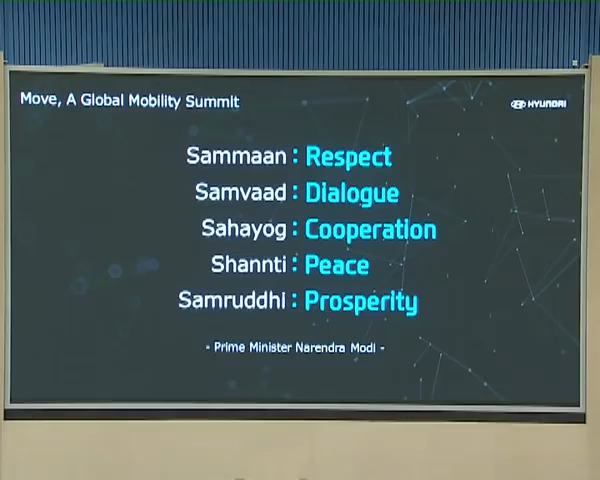 Move, A Global Mobility Summit
HYUNDAI
Sammaan : Respect
Samvaad : Dialogue
Sahayog : Cooperation
Shannti : Peace
Samruddhi : Prosperity
- Prime Minister Narendra Modi -